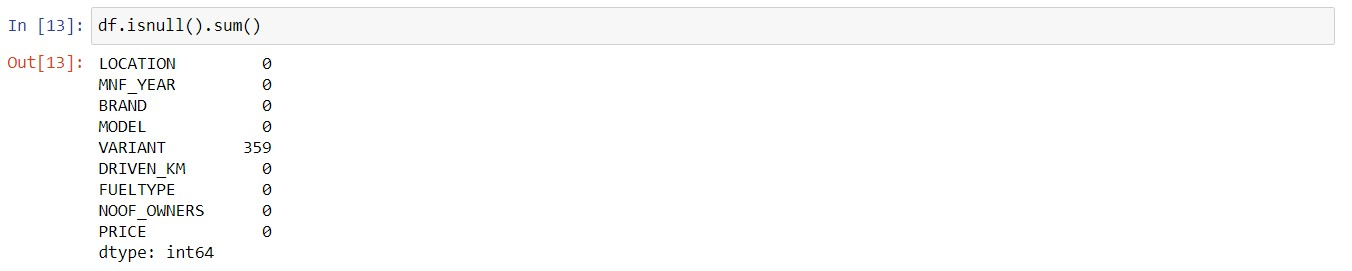 In [13]: df.isnull().sum()
Out[13]: LOCATION 0
MNF_YEAR 0
BRAND 0
MODEL 0
VARIANT 359
DRIVEN_KM 0
FUELTYPE 0
NOOF_OWNERS 0
PRICE 0
dtype: int64